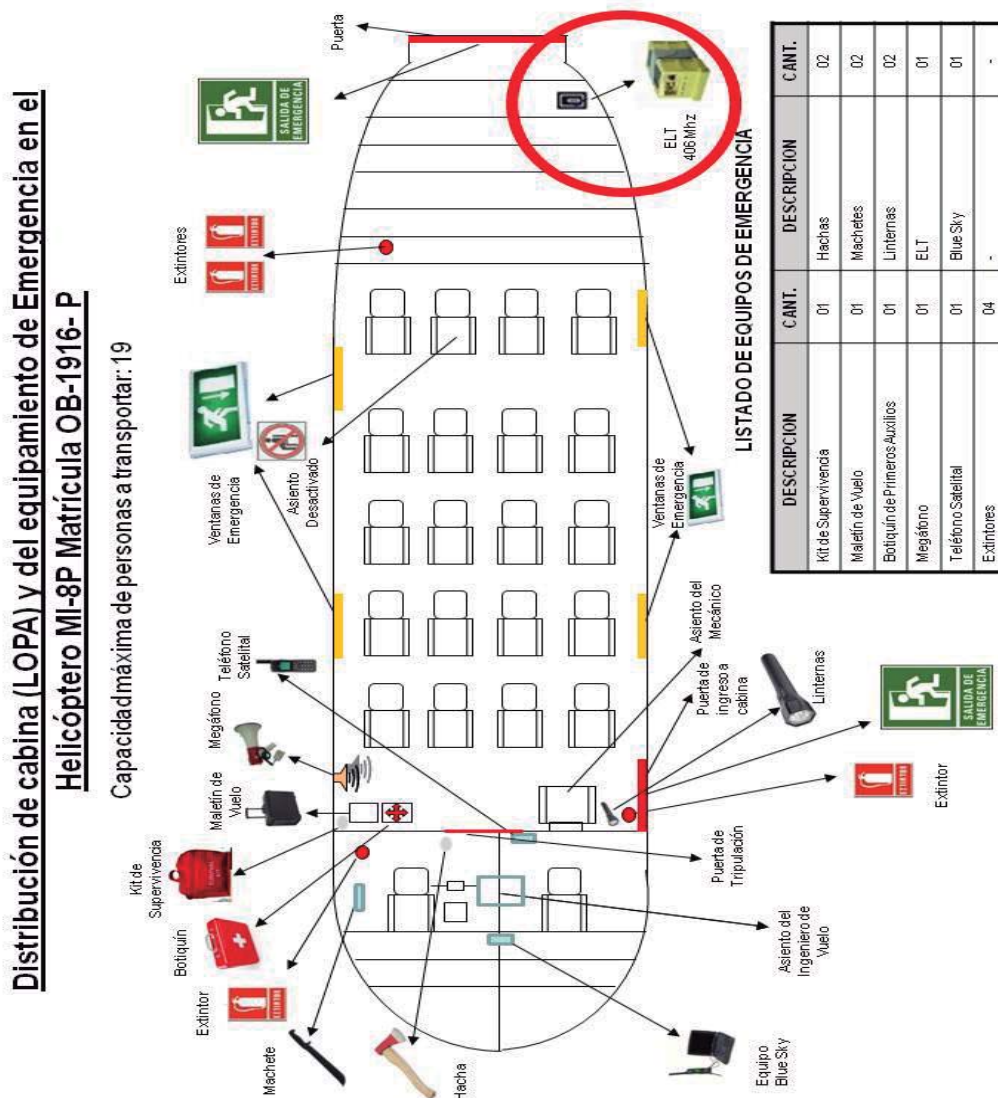 Distribución de cabina (LOPA) y del equipamiento de Emergencia en el
Helicóptero MI-8P Matrícula OB-1916- P
Capacidad máxima de personas a transportar: 19
Machete
Extintor
EXTINTOR
Botiquín
Kit de
Supervivencia
Maletín de
Vuelo
Megáfono
Teléfono
Satelital
Ventanas de
Emergencia
Asiento
Desactivado
Extintores
EXTINTOR
EXTINTOR
SALIDA DE
EMERGENCIA
Puerta
Hacha
Equipo
Blue Sky
Asiento del
Ingeniero de
Vuelo
Puerta de
Tripulación
Extintor
EXTINTOR
SALIDA DE
EMERGENCIA
Linternas
Puerta de
ingreso a
cabina
Asiento del
Mecánico
Ventanas de
Emergencia
ELT
406 Mhz
LISTADO DE EQUIPOS DE EMERGENCIA
DESCRIPCION CANT. DESCRIPCION CANT.
Kit de Supervivencia 01 Hachas 02
Maletín de Vuelo 01 Machetes 02
Botiquín de Primeros Auxilios 01 Linternas 02
Megáfono 01 ELT 01
Teléfono Satelital 01 Blue Sky 01
Extintores 04 - -